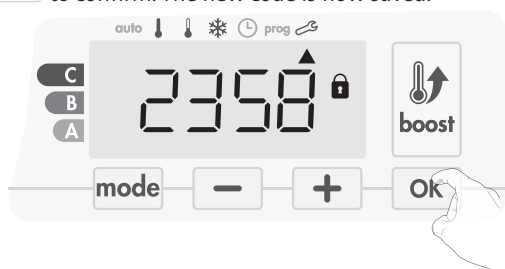 to confirm. The new code is now saved.
auto prog
C
B
A
2358
boost
mode − + OK